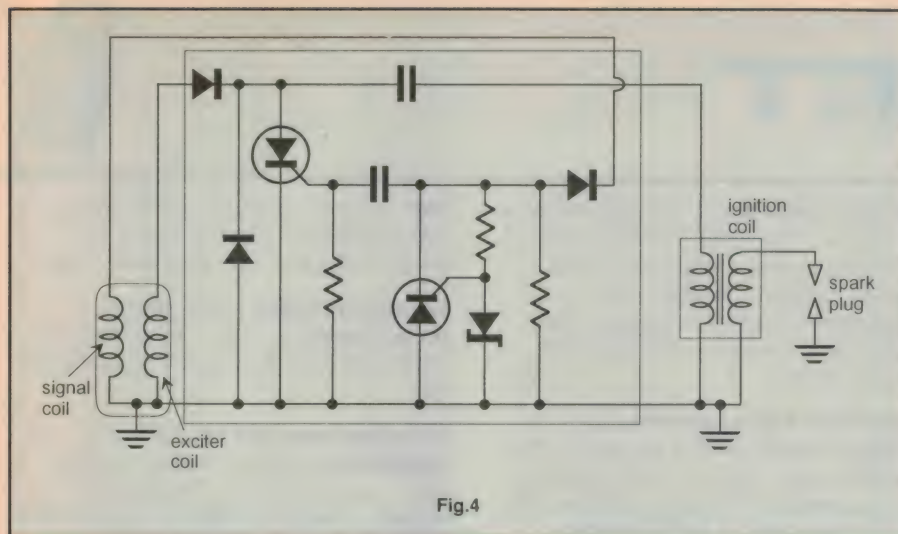 ignition
coil
spark
plug
signal
coil
exciter
coil
Fig.4